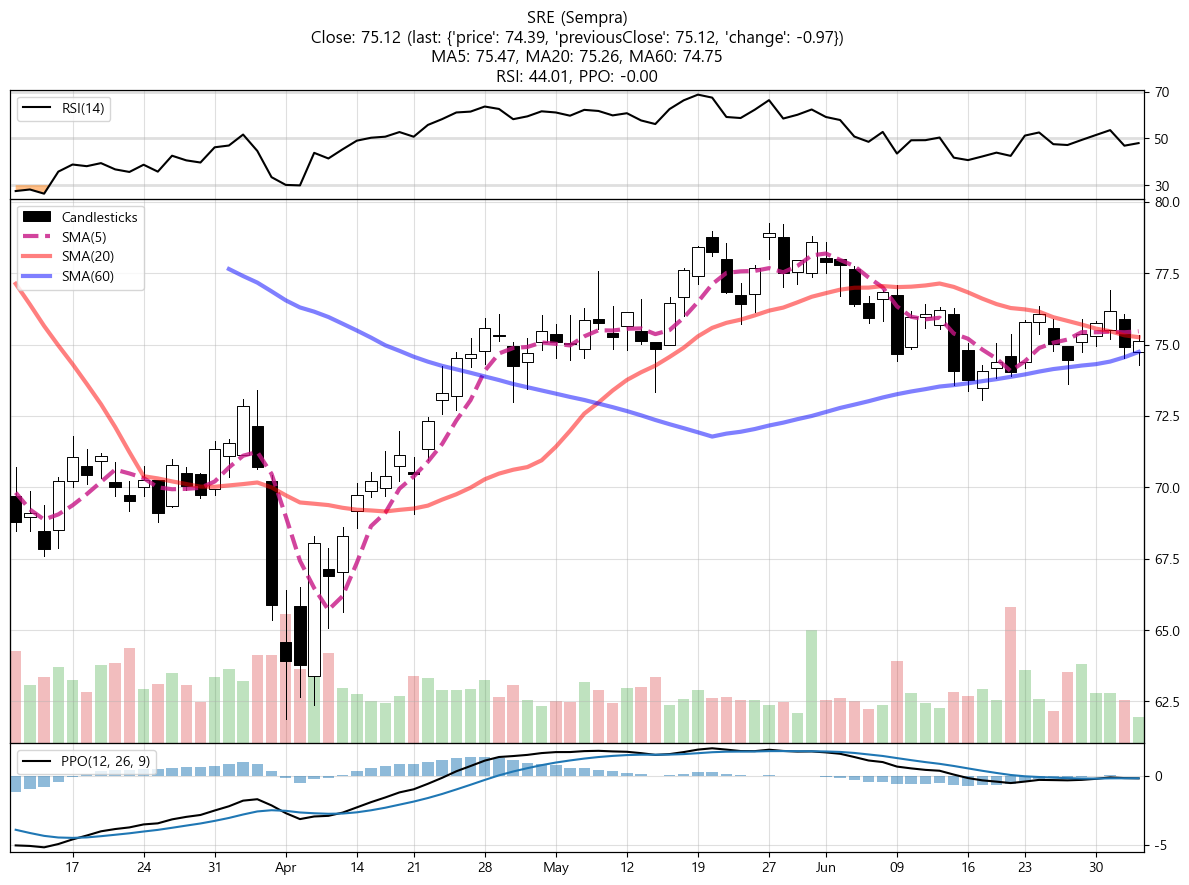 SRE (Sempra)
Close: 75.12 (last: {'price': 74.39, 'previousClose': 75.12, 'change': -0.97})
MA5: 75.47, MA20: 75.26, MA60: 74.75
RSI: 44.01, PPO: -0.00
RSI(14)
70
50
30
Candlesticks
SMA(5)
SMA(20)
SMA(60)
80.0
77.5
75.0
72.5
70.0
67.5
65.0
62.5
PPO(12, 26, 9)
0
-5
17 24 31 Apr 14 21 28 May 12 19 27 Jun 09 16 23 30